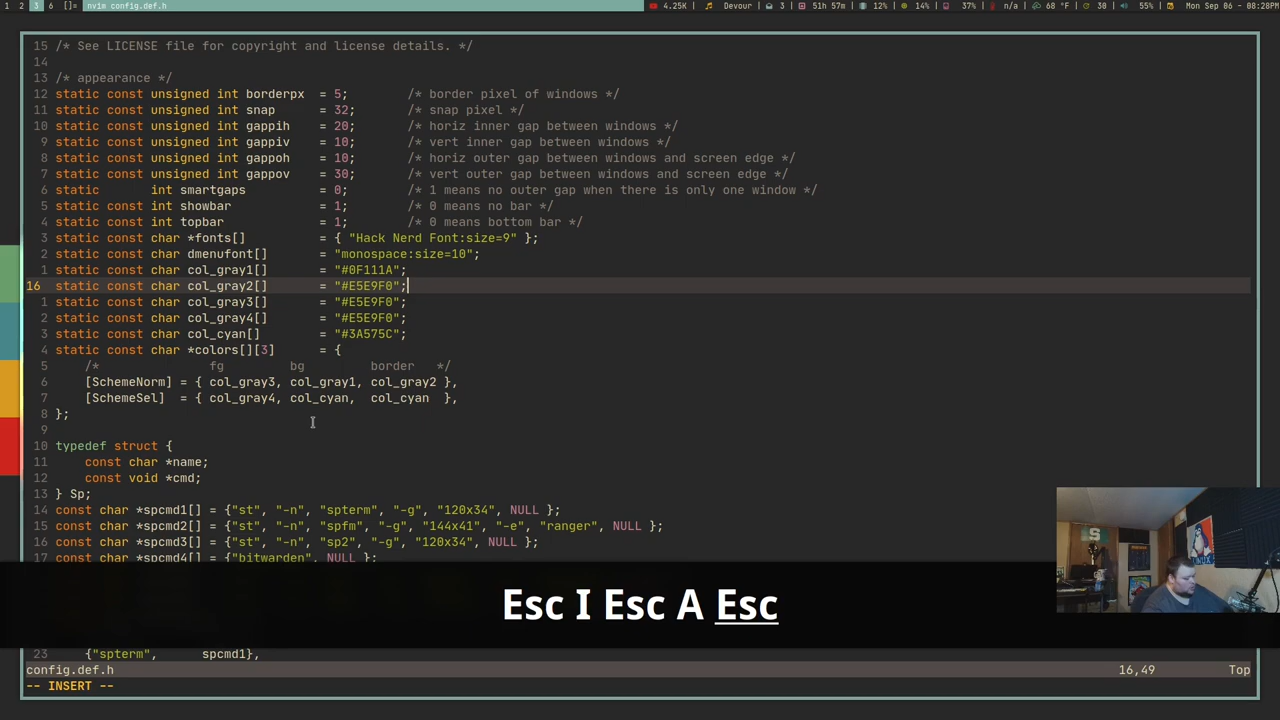 1 2 3 6 []= nvim config.def.h 4.25K | Devour | 3 | 51h 57m | 12% | 14% | 37% | n/a | 68 °F | 30 | 55% | Mon Sep 06 - 08:28PM
15 /* See LICENSE file for copyright and license details. */
14
13 /* appearance */
12 static const unsigned int borderpx = 5; /* border pixel of windows */
11 static const unsigned int snap = 32; /* snap pixel */
10 static const unsigned int gappih = 20; /* horiz inner gap between windows */
9 static const unsigned int gappiv = 10; /* vert inner gap between windows */
8 static const unsigned int gappoh = 10; /* horiz outer gap between windows and screen edge */
7 static const unsigned int gappov = 30; /* vert outer gap between windows and screen edge */
6 static int smartgaps = 0; /* 1 means no outer gap when there is only one window */
5 static const int showbar = 1; /* 0 means no bar */
4 static const int topbar = 1; /* 0 means bottom bar */
3 static const char *fonts[] = { "Hack Nerd Font:size=9" };
2 static const char dmenufont[] = "monospace:size=10";
1 static const char col_gray1[] = "#0F111A";
16 static const char col_gray2[] = "#E5E9F0";
1 static const char col_gray3[] = "#E5E9F0";
2 static const char col_gray4[] = "#E5E9F0";
3 static const char col_cyan[] = "#3A575C";
4 static const char *colors[][3] = {
5 /* fg bg border */
6 [SchemeNorm] = { col_gray3, col_gray1, col_gray2 },
7 [SchemeSel] = { col_gray4, col_cyan, col_cyan },
8 };
9
10 typedef struct {
11 const char *name;
12 const void *cmd;
13 } Sp;
14 const char *spcmd1[] = {"st", "-n", "spterm", "-g", "120x34", NULL };
15 const char *spcmd2[] = {"st", "-n", "spfm", "-g", "144x41", "-e", "ranger", NULL };
16 const char *spcmd3[] = {"st", "-n", "sp2", "-g", "120x34", NULL };
17 const char *spcmd4[] = {"bitwarden", NULL };
Esc I Esc A Esc
23 {"spterm", spcmd1},
config.def.h 16,49 Top
-- INSERT --